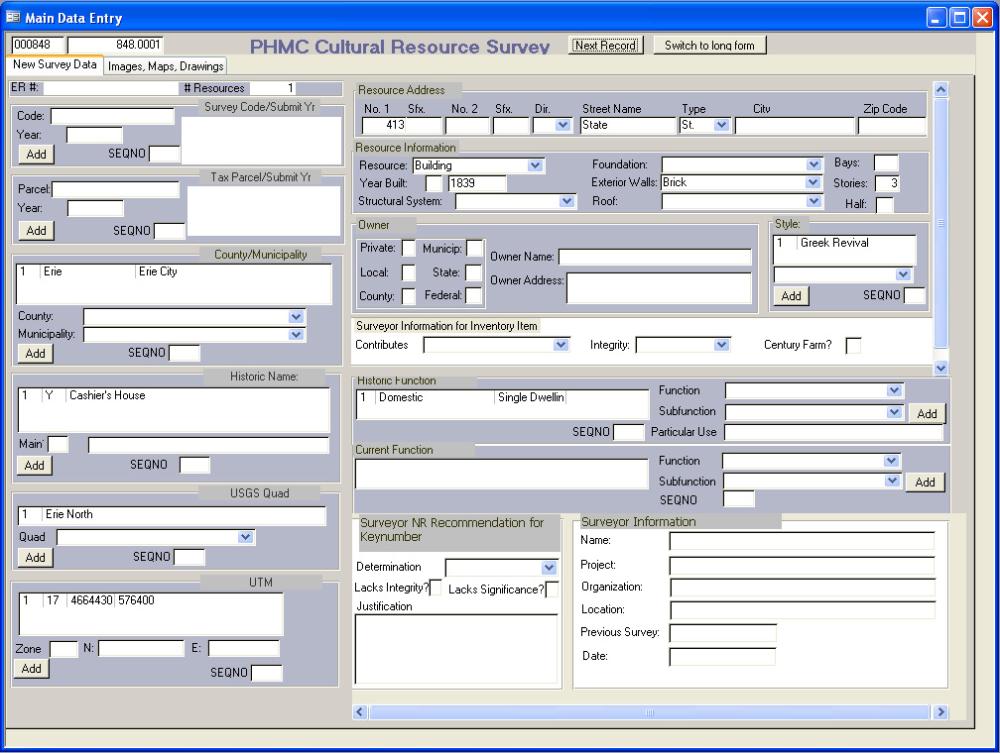 Main Data Entry
000848 848.0001 PHMC Cultural Resource Survey Next Record Switch to long form
New Survey Data Images, Maps, Drawings
ER #: # Resources 1
Survey Code/Submit Yr
Code:
Year:
Add SEQNO
Tax Parcel/Submit Yr
Parcel:
Year:
Add SEQNO
County/Municipality
1 Erie Erie City
County:
Municipality:
Add SEQNO
Historic Name:
1 Y Cashier's House
Main'
Add SEQNO
USGS Quad
1 Erie North
Quad
Add SEQNO
UTM
1 17 4664430 576400
Zone N: E:
Add SEQNO
Resource Address
No. 1 Sfx. No. 2 Sfx. Dir. Street Name Type City Zip Code
413 State St.
Resource Information
Resource: Building Foundation: Bays:
Year Built: 1839 Exterior Walls: Brick Stories: 3
Structural System: Roof: Half:
Owner
Private: Municip:
Local: State:
County: Federal:
Owner Name:
Owner Address:
Style:
1 Greek Revival
Add SEQNO
Surveyor Information for Inventory Item
Contributes Integrity: Century Farm?
Historic Function
1 Domestic Single Dwellin
SEQNO
Function
Subfunction Add
Particular Use
Current Function
Function
Subfunction Add
SEQNO
Surveyor NR Recommendation for
Keynumber
Determination
Lacks Integrity? Lacks Significance?
Justification
Surveyor Information
Name:
Project:
Organization:
Location:
Previous Survey:
Date: